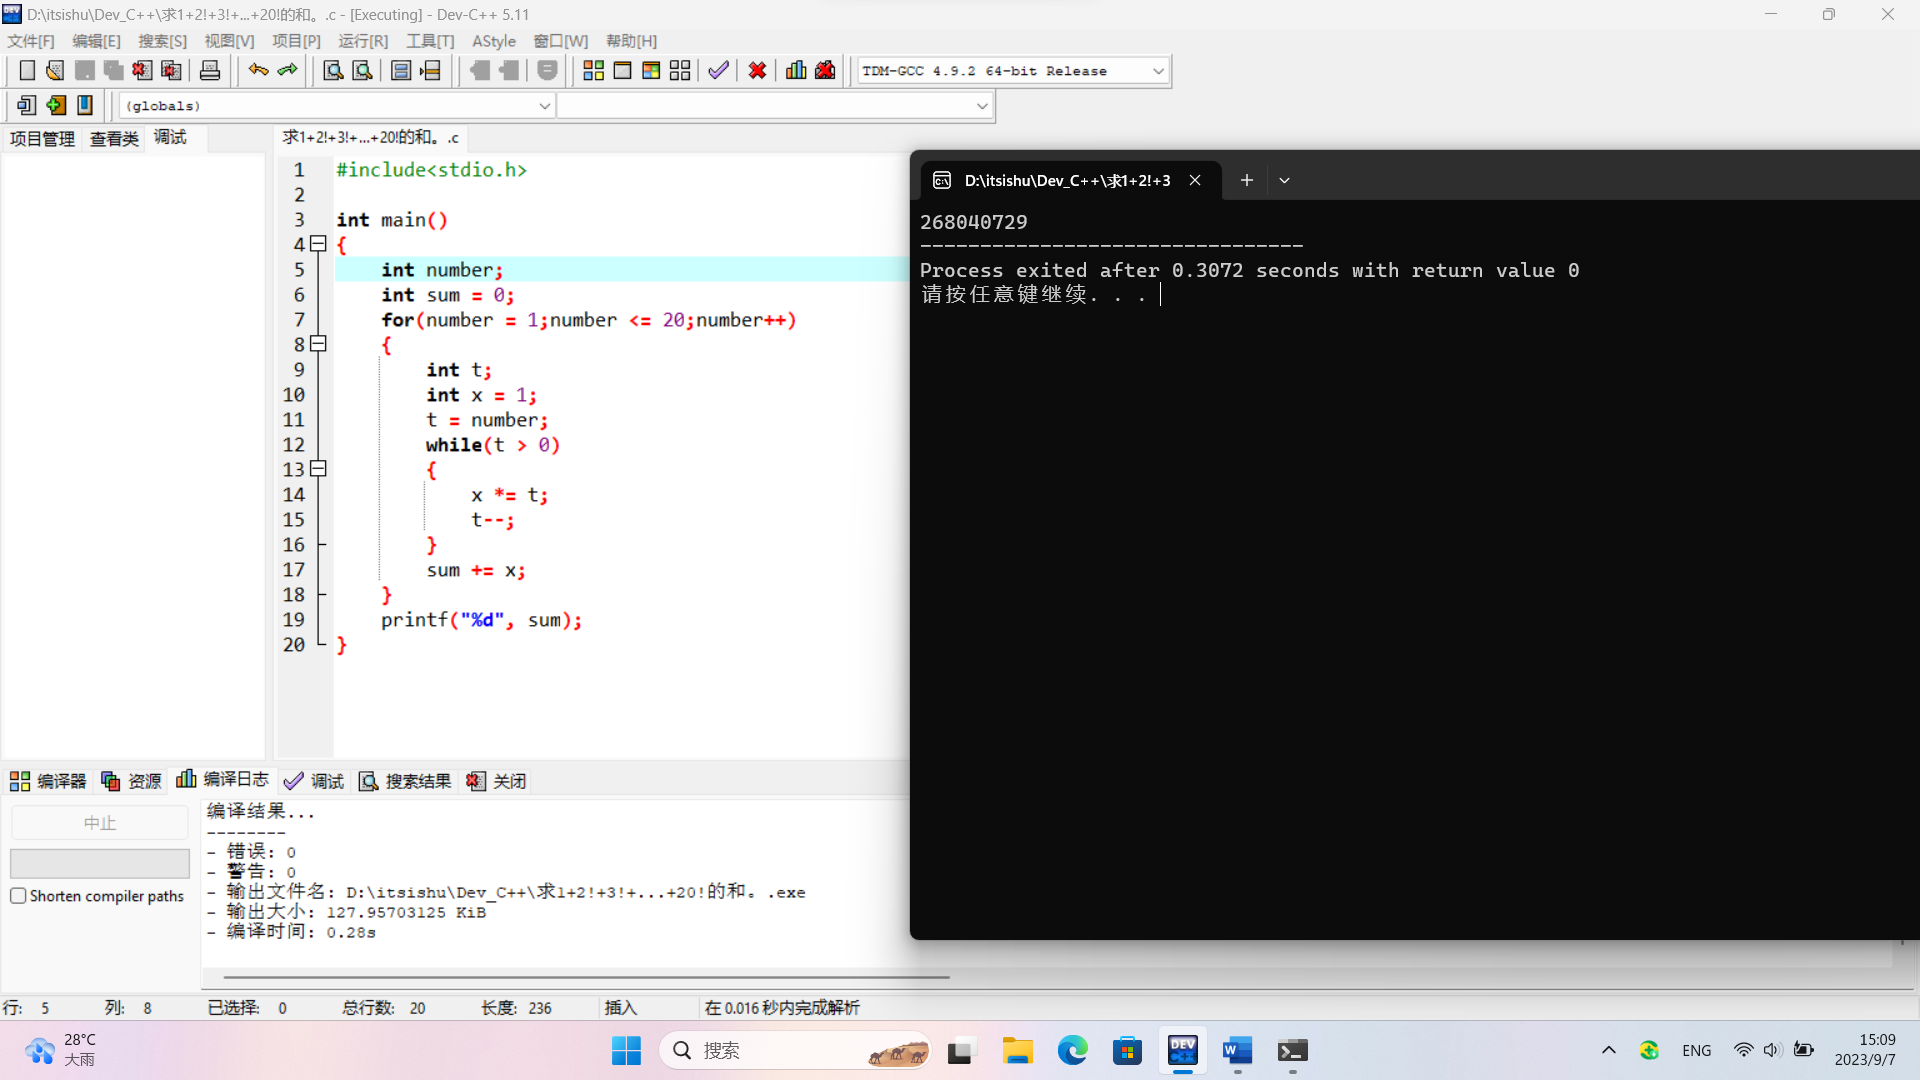 D:\itsishu\Dev_C++\求1+2!+3!+...+20!的和。.c - [Executing] - Dev-C++ 5.11
文件[F] 编辑[E] 搜索[S] 视图[V] 项目[P] 运行[R] 工具[T] AStyle 窗口[W] 帮助[H]
TDM-GCC 4.9.2 64-bit Release
(globals)
项目管理 查看类 调试
求1+2!+3!+...+20!的和。.c
1 #include<stdio.h>
2
3 int main()
4 {
5 int number;
6 int sum = 0;
7 for(number = 1;number <= 20;number++)
8 {
9 int t;
10 int x = 1;
11 t = number;
12 while(t > 0)
13 {
14 x *= t;
15 t--;
16 }
17 sum += x;
18 }
19 printf("%d", sum);
20 }
D:\itsishu\Dev_C++\求1+2!+3
268040729
--------------------------------
Process exited after 0.3072 seconds with return value 0
请按任意键继续. . .
编译器 资源 编译日志 调试 搜索结果 关闭
中止
Shorten compiler paths
编译结果...
--------
- 错误: 0
- 警告: 0
- 输出文件名: D:\itsishu\Dev_C++\求1+2!+3!+...+20!的和。.exe
- 输出大小: 127.95703125 KiB
- 编译时间: 0.28s
行: 5 列: 8 已选择: 0 总行数: 20 长度: 236 插入 在 0.016 秒内完成解析
28°C
大雨
搜索
DEV C++
W
ENG
15:09
2023/9/7